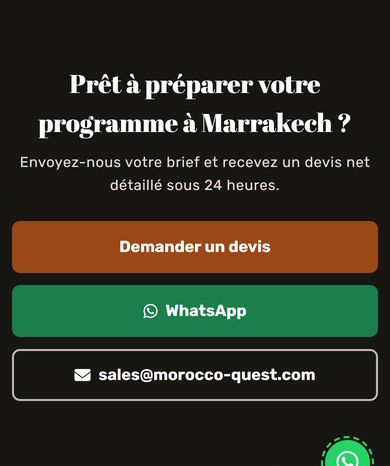 Prêt à préparer votre
programme à Marrakech ?
Envoyez-nous votre brief et recevez un devis net
détaillé sous 24 heures.
Demander un devis
WhatsApp
sales@morocco-quest.com